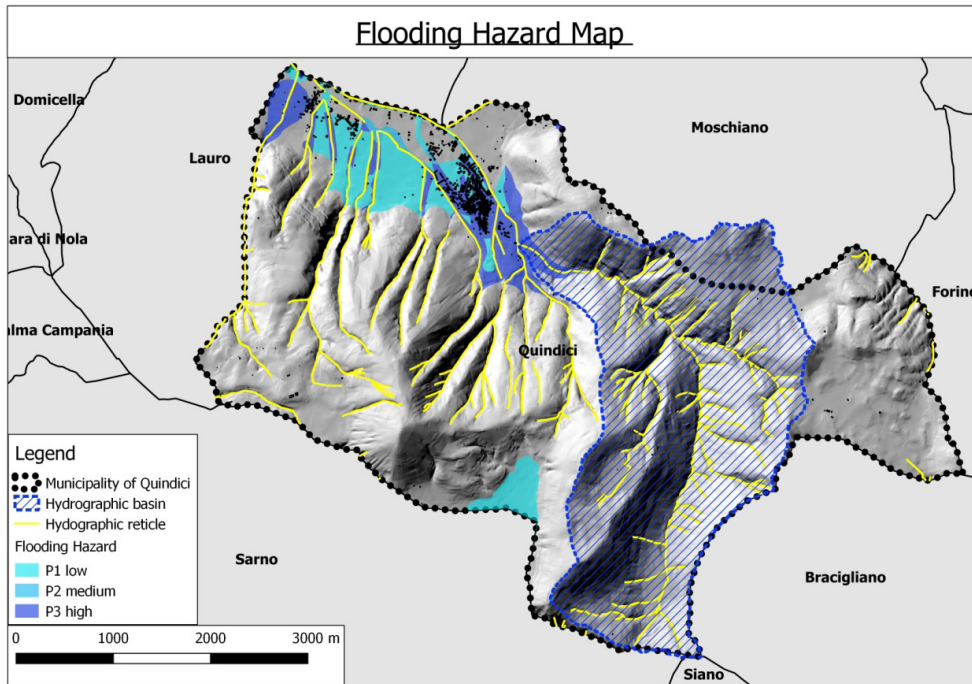 Flooding Hazard Map
Domicella
Moschiano
Lauro
ara di Nola
Forino
alma Campania
Quindici
Legend
Municipality of Quindici
Hydrographic basin
Hydographic reticle
Flooding Hazard
P1 low
P2 medium
P3 high
Sarno
Bracigliano
0 1000 2000 3000 m
Siano